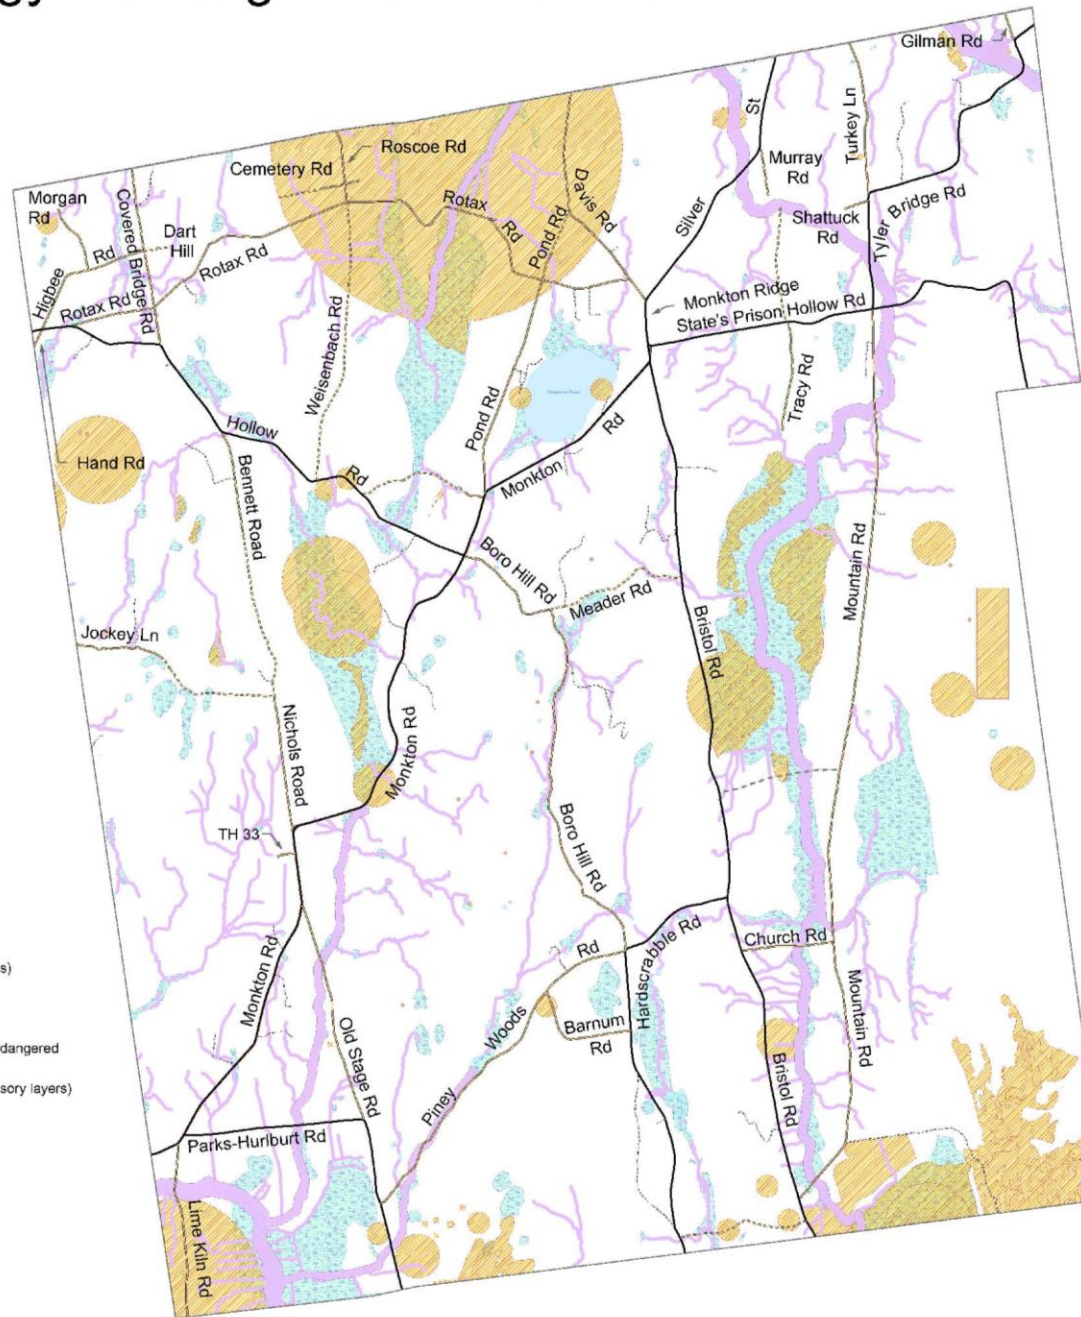 Gilman Rd
St
Turkey Ln
Roscoe Rd
Cemetery Rd
Murray
Rd
Morgan
Rd
Covered Bridge Rd
Dart
Hill
Rd
Rotax
Rd
Davis Rd
Pond Rd
Silver
Shattuck
Rd
Tyler Bridge Rd
Higbee
Rotax Rd
Rotax Rd
Monkton Ridge
State's Prison Hollow Rd
Weisenbach Rd
Tracy Rd
Pond Rd
Hollow
Rd
Monkton
Rd
Hand Rd
Bennett Road
Boro Hill Rd
Meader Rd
Mountain Rd
Jockey Ln
Bristol Rd
Nichols Road
Monkton Rd
TH 33
Boro Hill Rd
Church Rd
Hardscrabble Rd
Rd
Woods
Piney
Barnum
Rd
Monkton Rd
Old Stage Rd
Mountain Rd
Bristol Rd
s)
dangered
sory layers)
Parks-Hurlburt Rd
Lime Kiln Rd